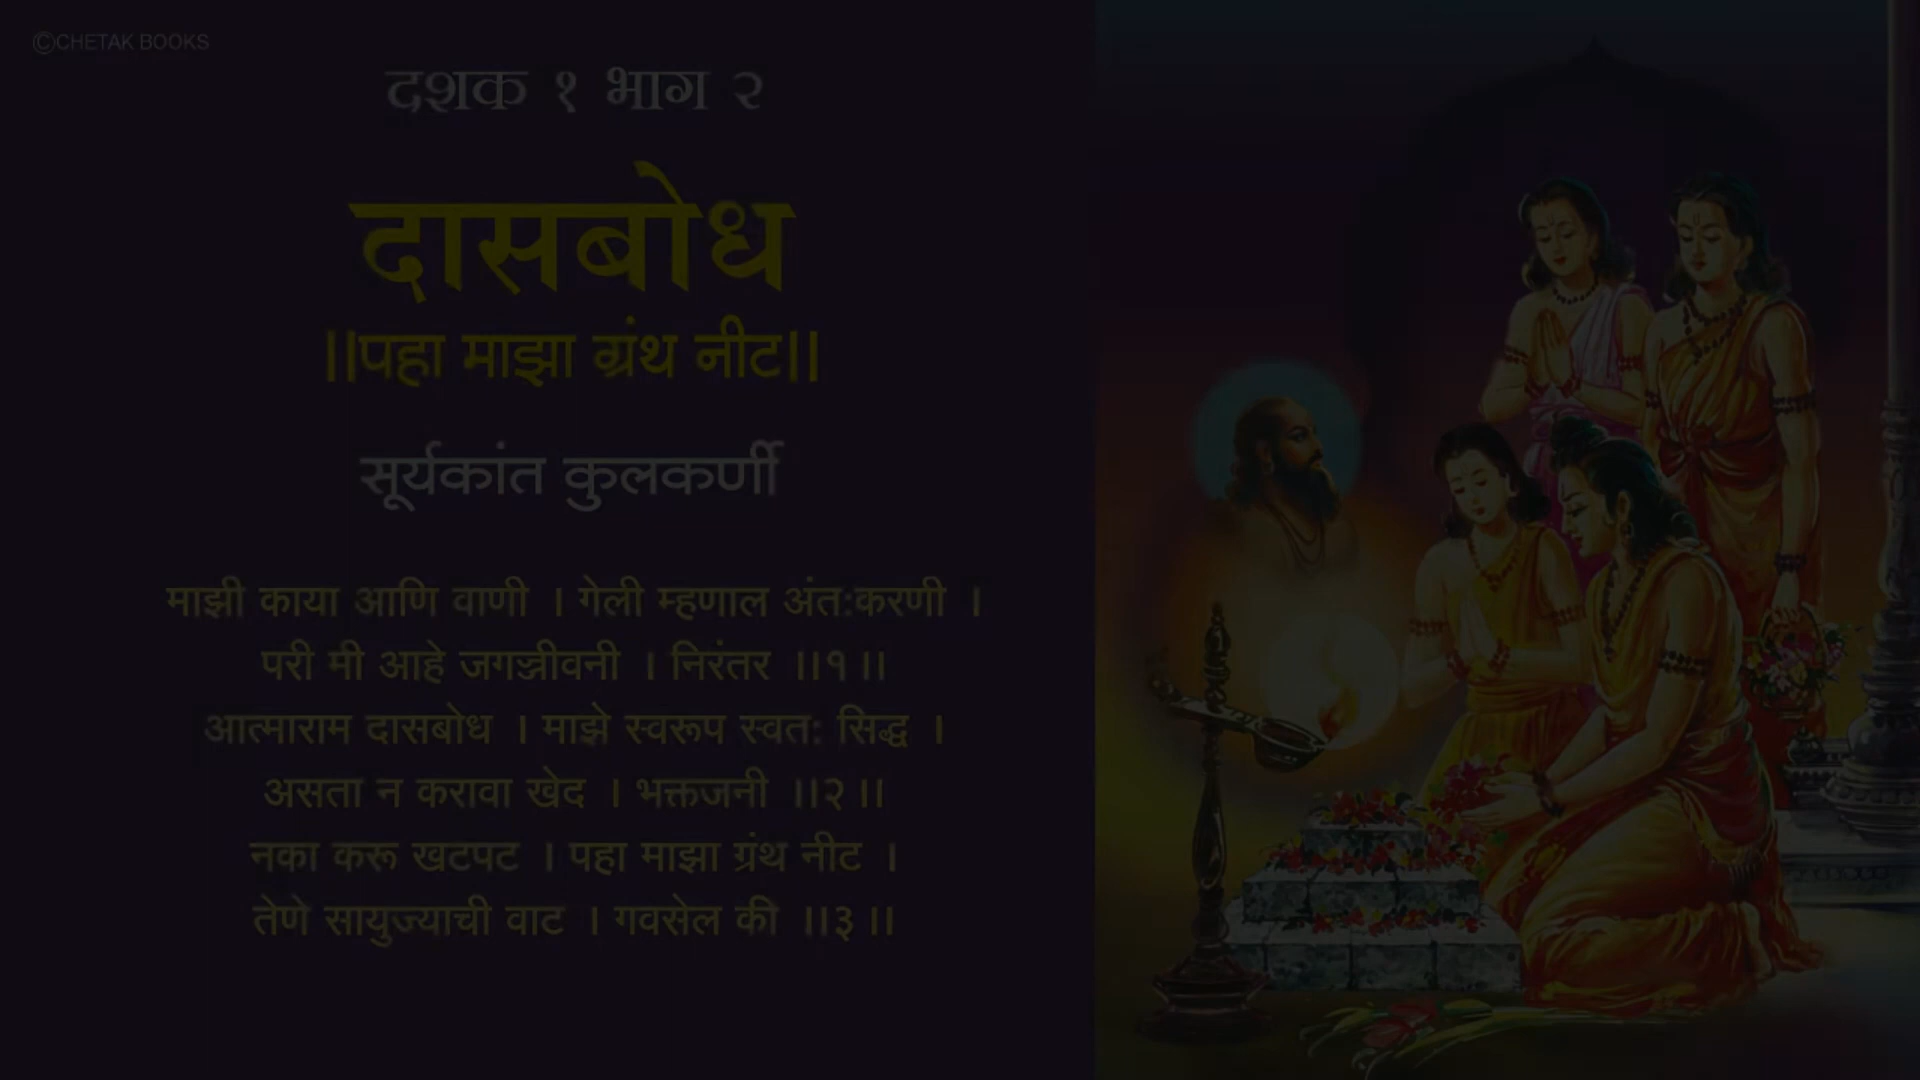 ©CHETAK BOOKS
दशक १ भाग २
दासबोध
॥पहा माझा ग्रंथ नीट॥
सूर्यकांत कुलकर्णी
माझी काया आणि वाणी । गेली म्हणाल अंत:करणी ।
परी मी आहे जगज्जीवनी । निरंतर ॥१॥
आत्माराम दासबोध । माझे स्वरूप स्वत: सिद्ध ।
असता न करावा खेद । भक्तजनी ॥२॥
नका करू खटपट । पहा माझा ग्रंथ नीट ।
तेणे सायुज्याची वाट । गवसेल की ॥३॥